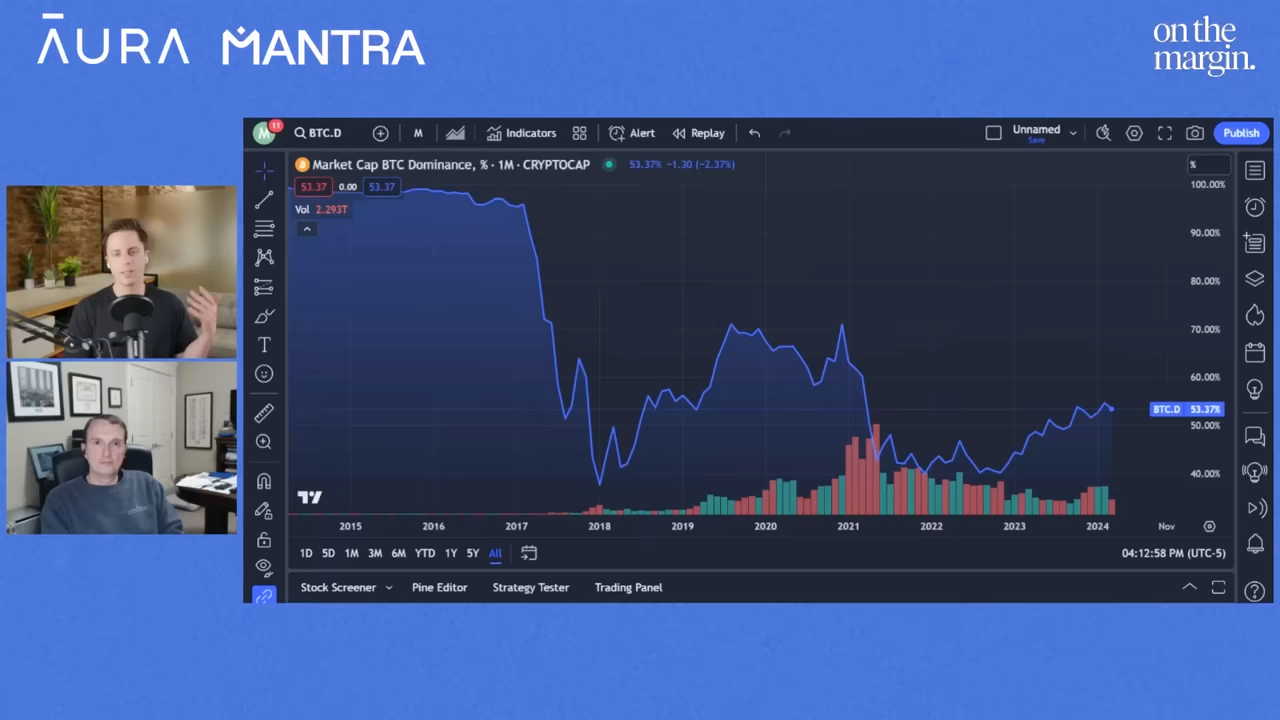 ĀURA MANTRA
on the
margin.
M 11 BTC.D M Indicators Alert Replay Unnamed Save Publish
Market Cap BTC Dominance, % · 1M · CRYPTOCAP 53.37% −1.30 (−2.37%) %
53.37 0.00 53.37
Vol 2.293T
100.00%
90.00%
80.00%
70.00%
60.00%
BTC.D 53.37%
50.00%
40.00%
2015 2016 2017 2018 2019 2020 2021 2022 2023 2024 Nov
1D 5D 1M 3M 6M YTD 1Y 5Y All 04:12:58 PM (UTC-5)
Stock Screener Pine Editor Strategy Tester Trading Panel